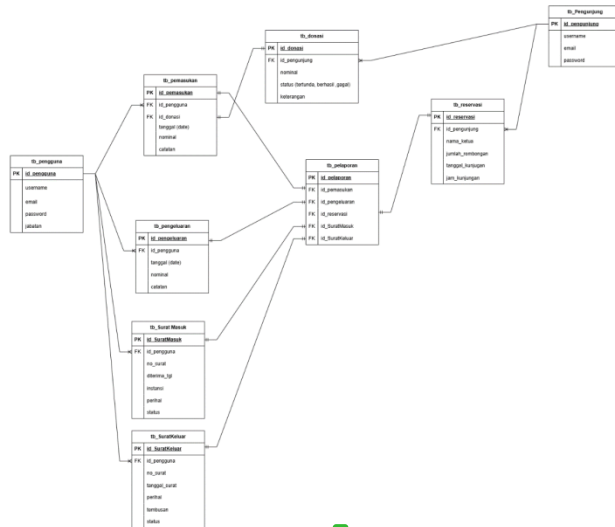 tb_pengguna
PK id_pengguna
username
email
password
jabatan
tb_pemasukan
PK id_pemasukan
FK id_pengguna
FK id_donasi
tanggal (date)
nominal
catatan
tb_pengeluaran
PK id_pengeluaran
FK id_pengguna
tanggal (date)
nominal
catatan
tb_Surat Masuk
PK id_SuratMasuk
FK id_pengguna
no_surat
diterima_tgl
instansi
perihal
status
tb_SuratKeluar
PK id_SuratKeluar
FK id_pengguna
no_surat
tanggal_surat
perihal
tembusan
status
tb_donasi
PK id_donasi
FK id_pengunjung
nominal
status (tertunda, berhasil, gagal)
keterangan
tb_pelaporan
PK id_pelaporan
FK id_pemasukan
FK id_pengeluaran
FK id_reservasi
FK id_SuratMasuk
FK id_SuratKeluar
tb_reservasi
PK id_reservasi
FK id_pengunjung
nama_ketua
jumlah_rombongan
tanggal_kunjungan
jam_kunjungan
PK id_pengunjung
username
email
password